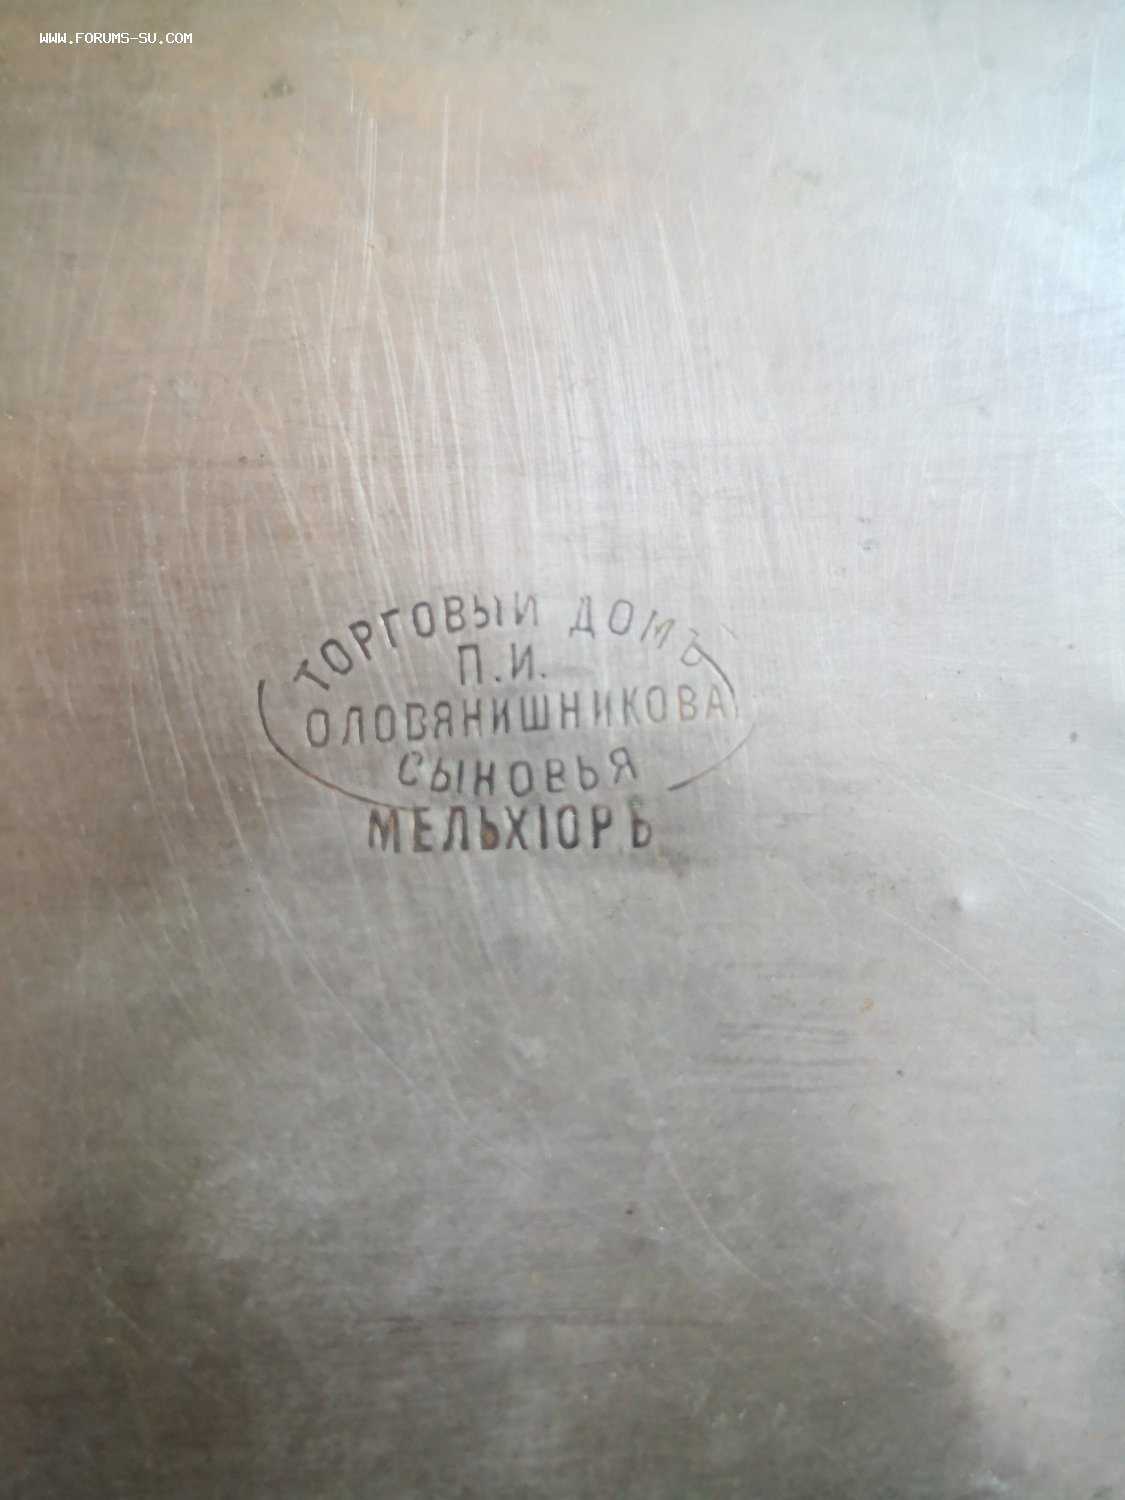 WWW.FORUMS-SU.COM
ТОРГОВЫЙ ДОМЪ
П.И.
ОЛОВЯНИШНИКОВА
СЫНОВЬЯ
МЕЛЬХІОРЪ